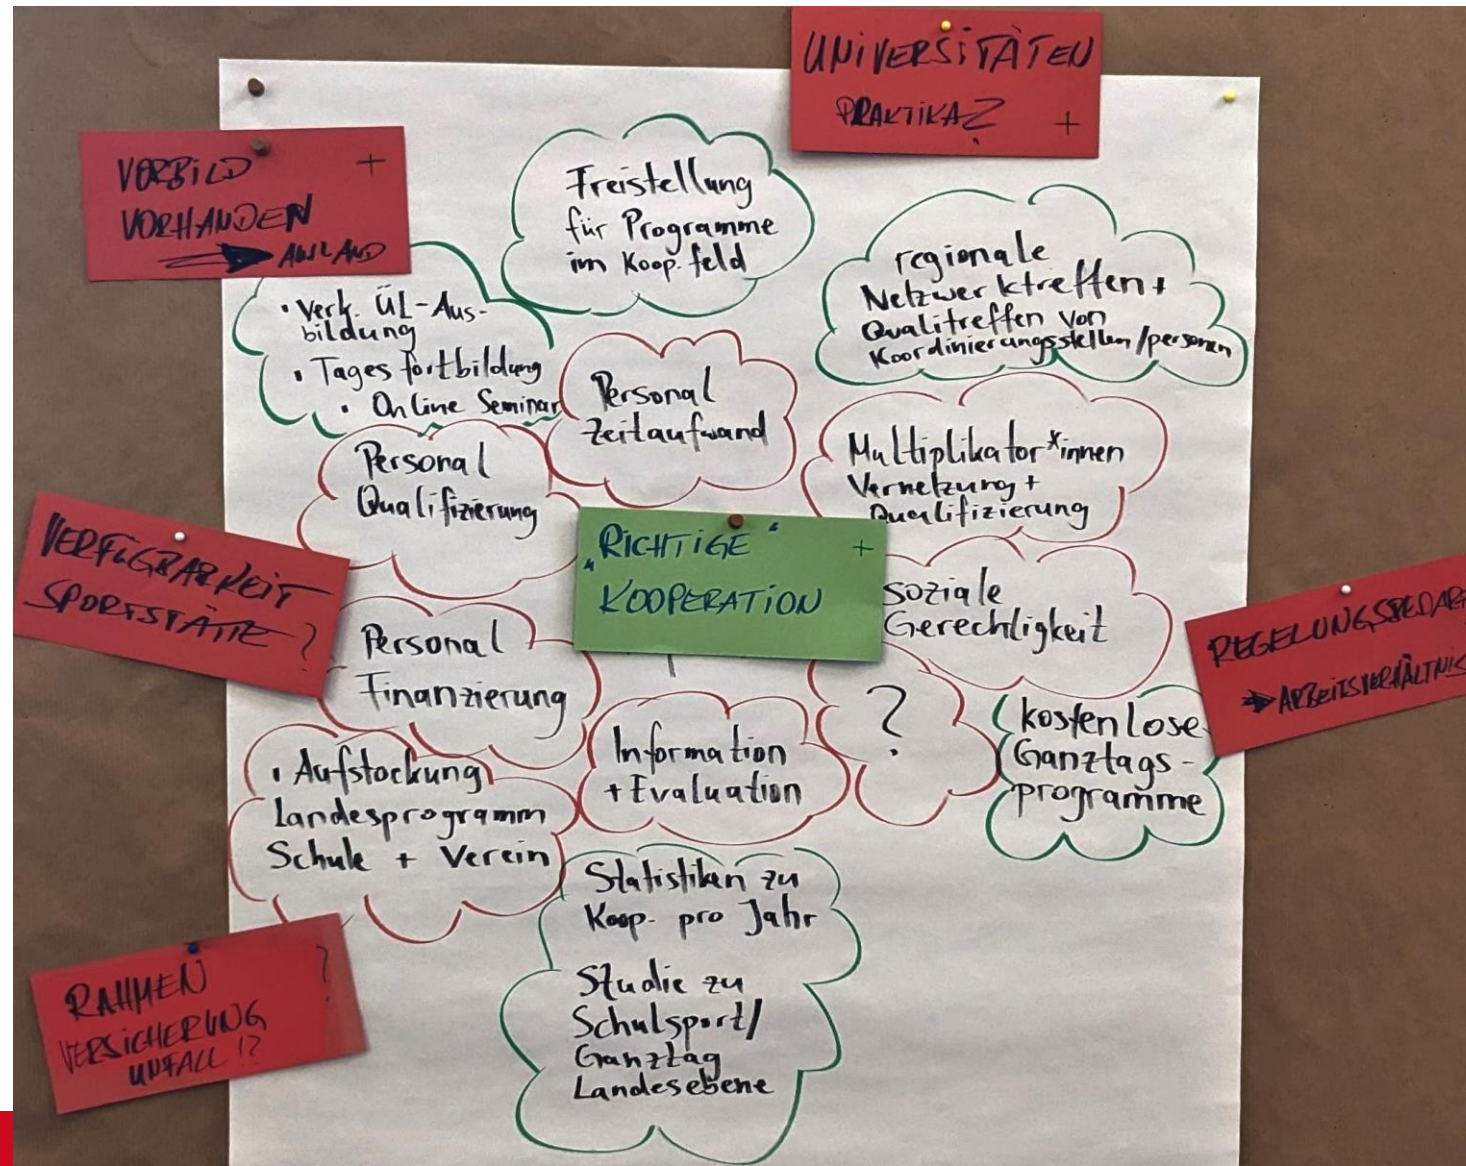 UNIVERSITÄTEN
PRAKTIKA? +
VORBILD +
VORHANDEN
→ AUSLAND
Freistellung
für Programme
im Koop. feld
regionale
Netzwerktreffen +
Qualitreffen von
Koordinierungsstellen/personen
• Verk. ÜL-Aus-
bildung
• Tages fortbildung
• Online Seminar
Personal
Zeitaufwand
Multiplikator*innen
Vernetzung +
Qualifizierung
Personal
Qualifizierung
VERFÜGBARKEIT
SPORTSTÄTTE ?
„RICHTIGE“ +
KOOPERATION
soziale
Gerechtigkeit
REGELUNGSBEDARF
→ ARBEITSVERHÄLTNIS
Personal
Finanzierung
Information
+ Evaluation
?
kostenlose
Ganztags-
programme
• Aufstockung
Landesprogramm
Schule + Verein
Statistiken zu
Koop. pro Jahr
Studie zu
Schulsport/
Ganztag
Landesebene
RAHMEN ?
VERSICHERUNG
UNFALL !?